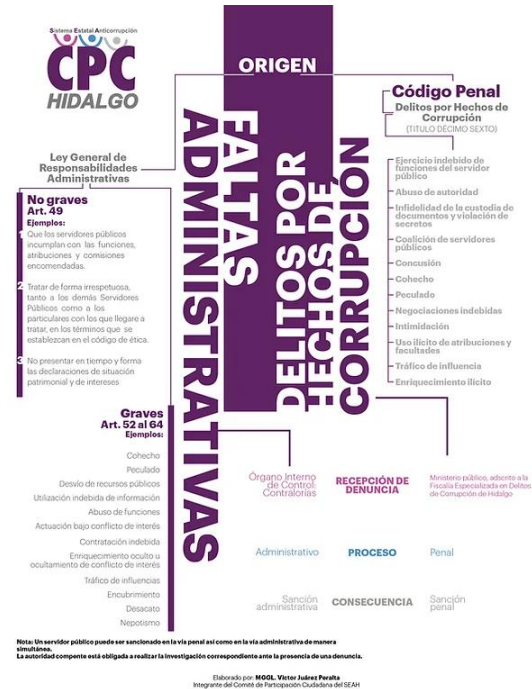 Sistema Estatal Anticorrupción
CPC
HIDALGO
ORIGEN
FALTAS
ADMINISTRATIVAS
DELITOS POR
HECHOS DE
CORRUPCIÓN
Ley General de
Responsabilidades
Administrativas
No graves
Art. 49
Ejemplos:
1 Que los servidores públicos
incumplan con las funciones,
atribuciones y comisiones
encomendadas.
2 Tratar de forma irrespetuosa,
tanto a los demás Servidores
Públicos como a los
particulares con los que llegare a
tratar, en los términos que se
establezcan en el código de ética.
3 No presentar en tiempo y forma
las declaraciones de situación
patrimonial y de intereses
Graves
Art. 52 al 64
Ejemplos:
Cohecho
Peculado
Desvío de recursos públicos
Utilización indebida de información
Abuso de funciones
Actuación bajo conflicto de interés
Contratación indebida
Enriquecimiento oculto u
ocultamiento de conflicto de interés
Tráfico de influencias
Encubrimiento
Desacato
Nepotismo
Código Penal
Delitos por Hechos de
Corrupción
(TITULO DÉCIMO SEXTO)
Ejercicio indebido de
funciones del servidor
público
Abuso de autoridad
Infidelidad de la custodia de
documentos y violación de
secretos
Coalición de servidores
públicos
Concusión
Cohecho
Peculado
Negociaciones indebidas
Intimidación
Uso ilícito de atribuciones y
facultades
Tráfico de influencia
Enriquecimiento ilícito
Órgano Interno
de Control:
Contralorías
RECEPCIÓN DE
DENUNCIA
Ministerio público, adscrito a la
Fiscalía Especializada en Delitos
de Corrupción de Hidalgo
Administrativo
PROCESO
Penal
Sanción
administrativa
CONSECUENCIA
Sanción
penal
Nota: Un servidor público puede ser sancionado en la vía penal así como en la vía administrativa de manera
simultánea.
La autoridad compente está obligada a realizar la investigación correspondiente ante la presencia de una denuncia.
Elaborado por: MOGL. Víctor Juárez Peralta
Integrante del Comité de Participación Ciudadana del SEAH